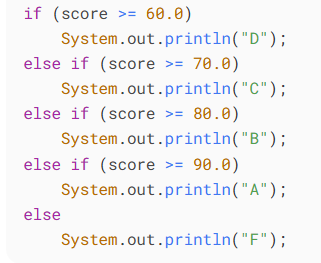 if (score >= 60.0)
    System.out.println("D");
else if (score >= 70.0)
    System.out.println("C");
else if (score >= 80.0)
    System.out.println("B");
else if (score >= 90.0)
    System.out.println("A");
else
    System.out.println("F");